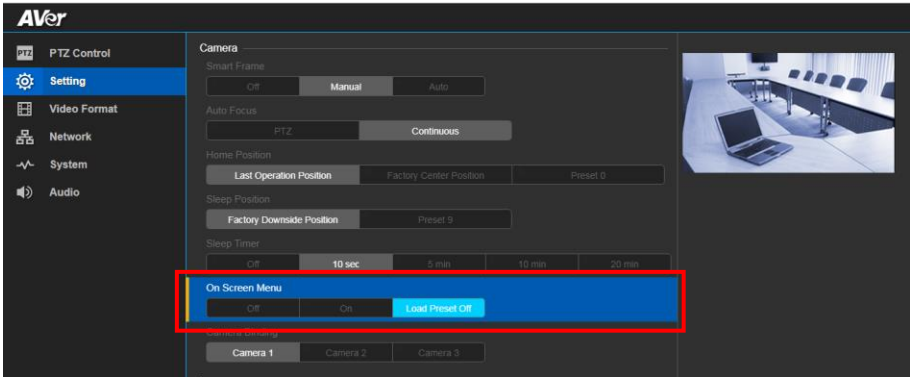 AVer
PTZ PTZ Control
Setting
Video Format
Network
System
Audio
Camera
Smart Frame
Off Manual Auto
Auto Focus
PTZ Continuous
Home Position
Last Operation Position Factory Center Position Preset 0
Sleep Position
Factory Downside Position Preset 9
Sleep Timer
Off 10 sec 5 min 10 min 20 min
On Screen Menu
Off On Load Preset Off
Camera Binding
Camera 1 Camera 2 Camera 3